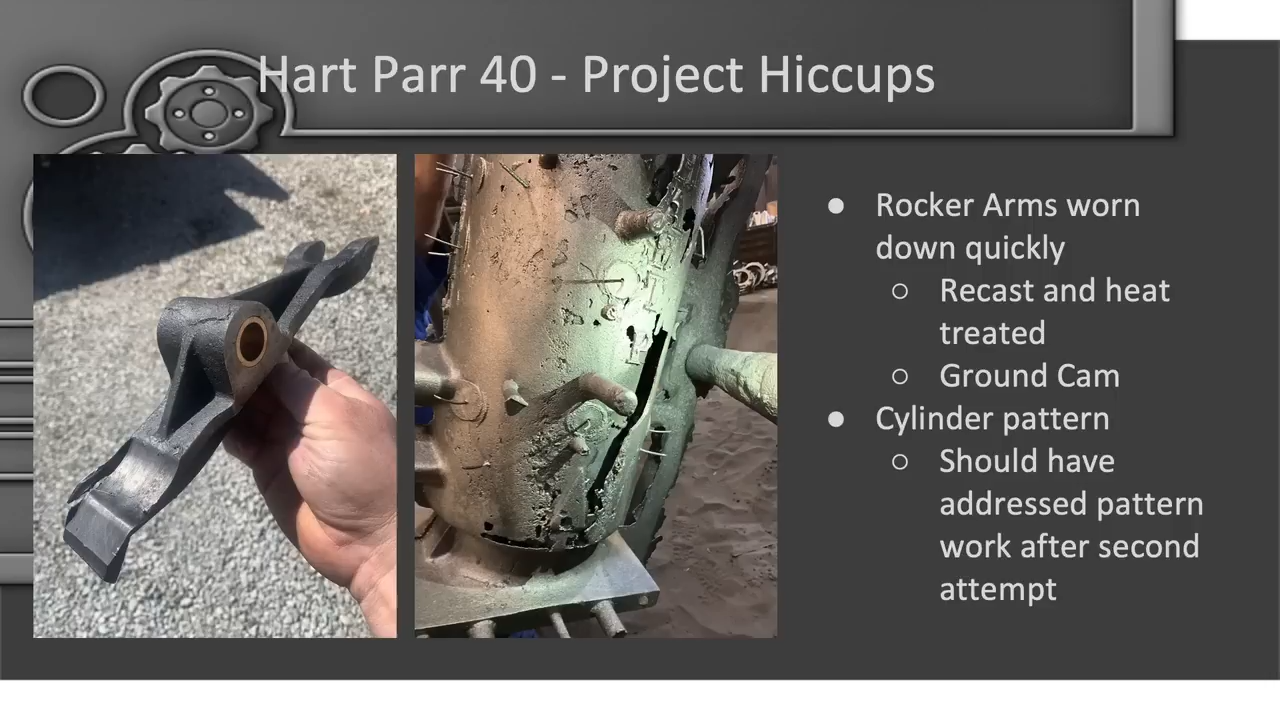 Hart Parr 40 - Project Hiccups
● Rocker Arms worn
down quickly
○ Recast and heat
treated
○ Ground Cam
● Cylinder pattern
○ Should have
addressed pattern
work after second
attempt